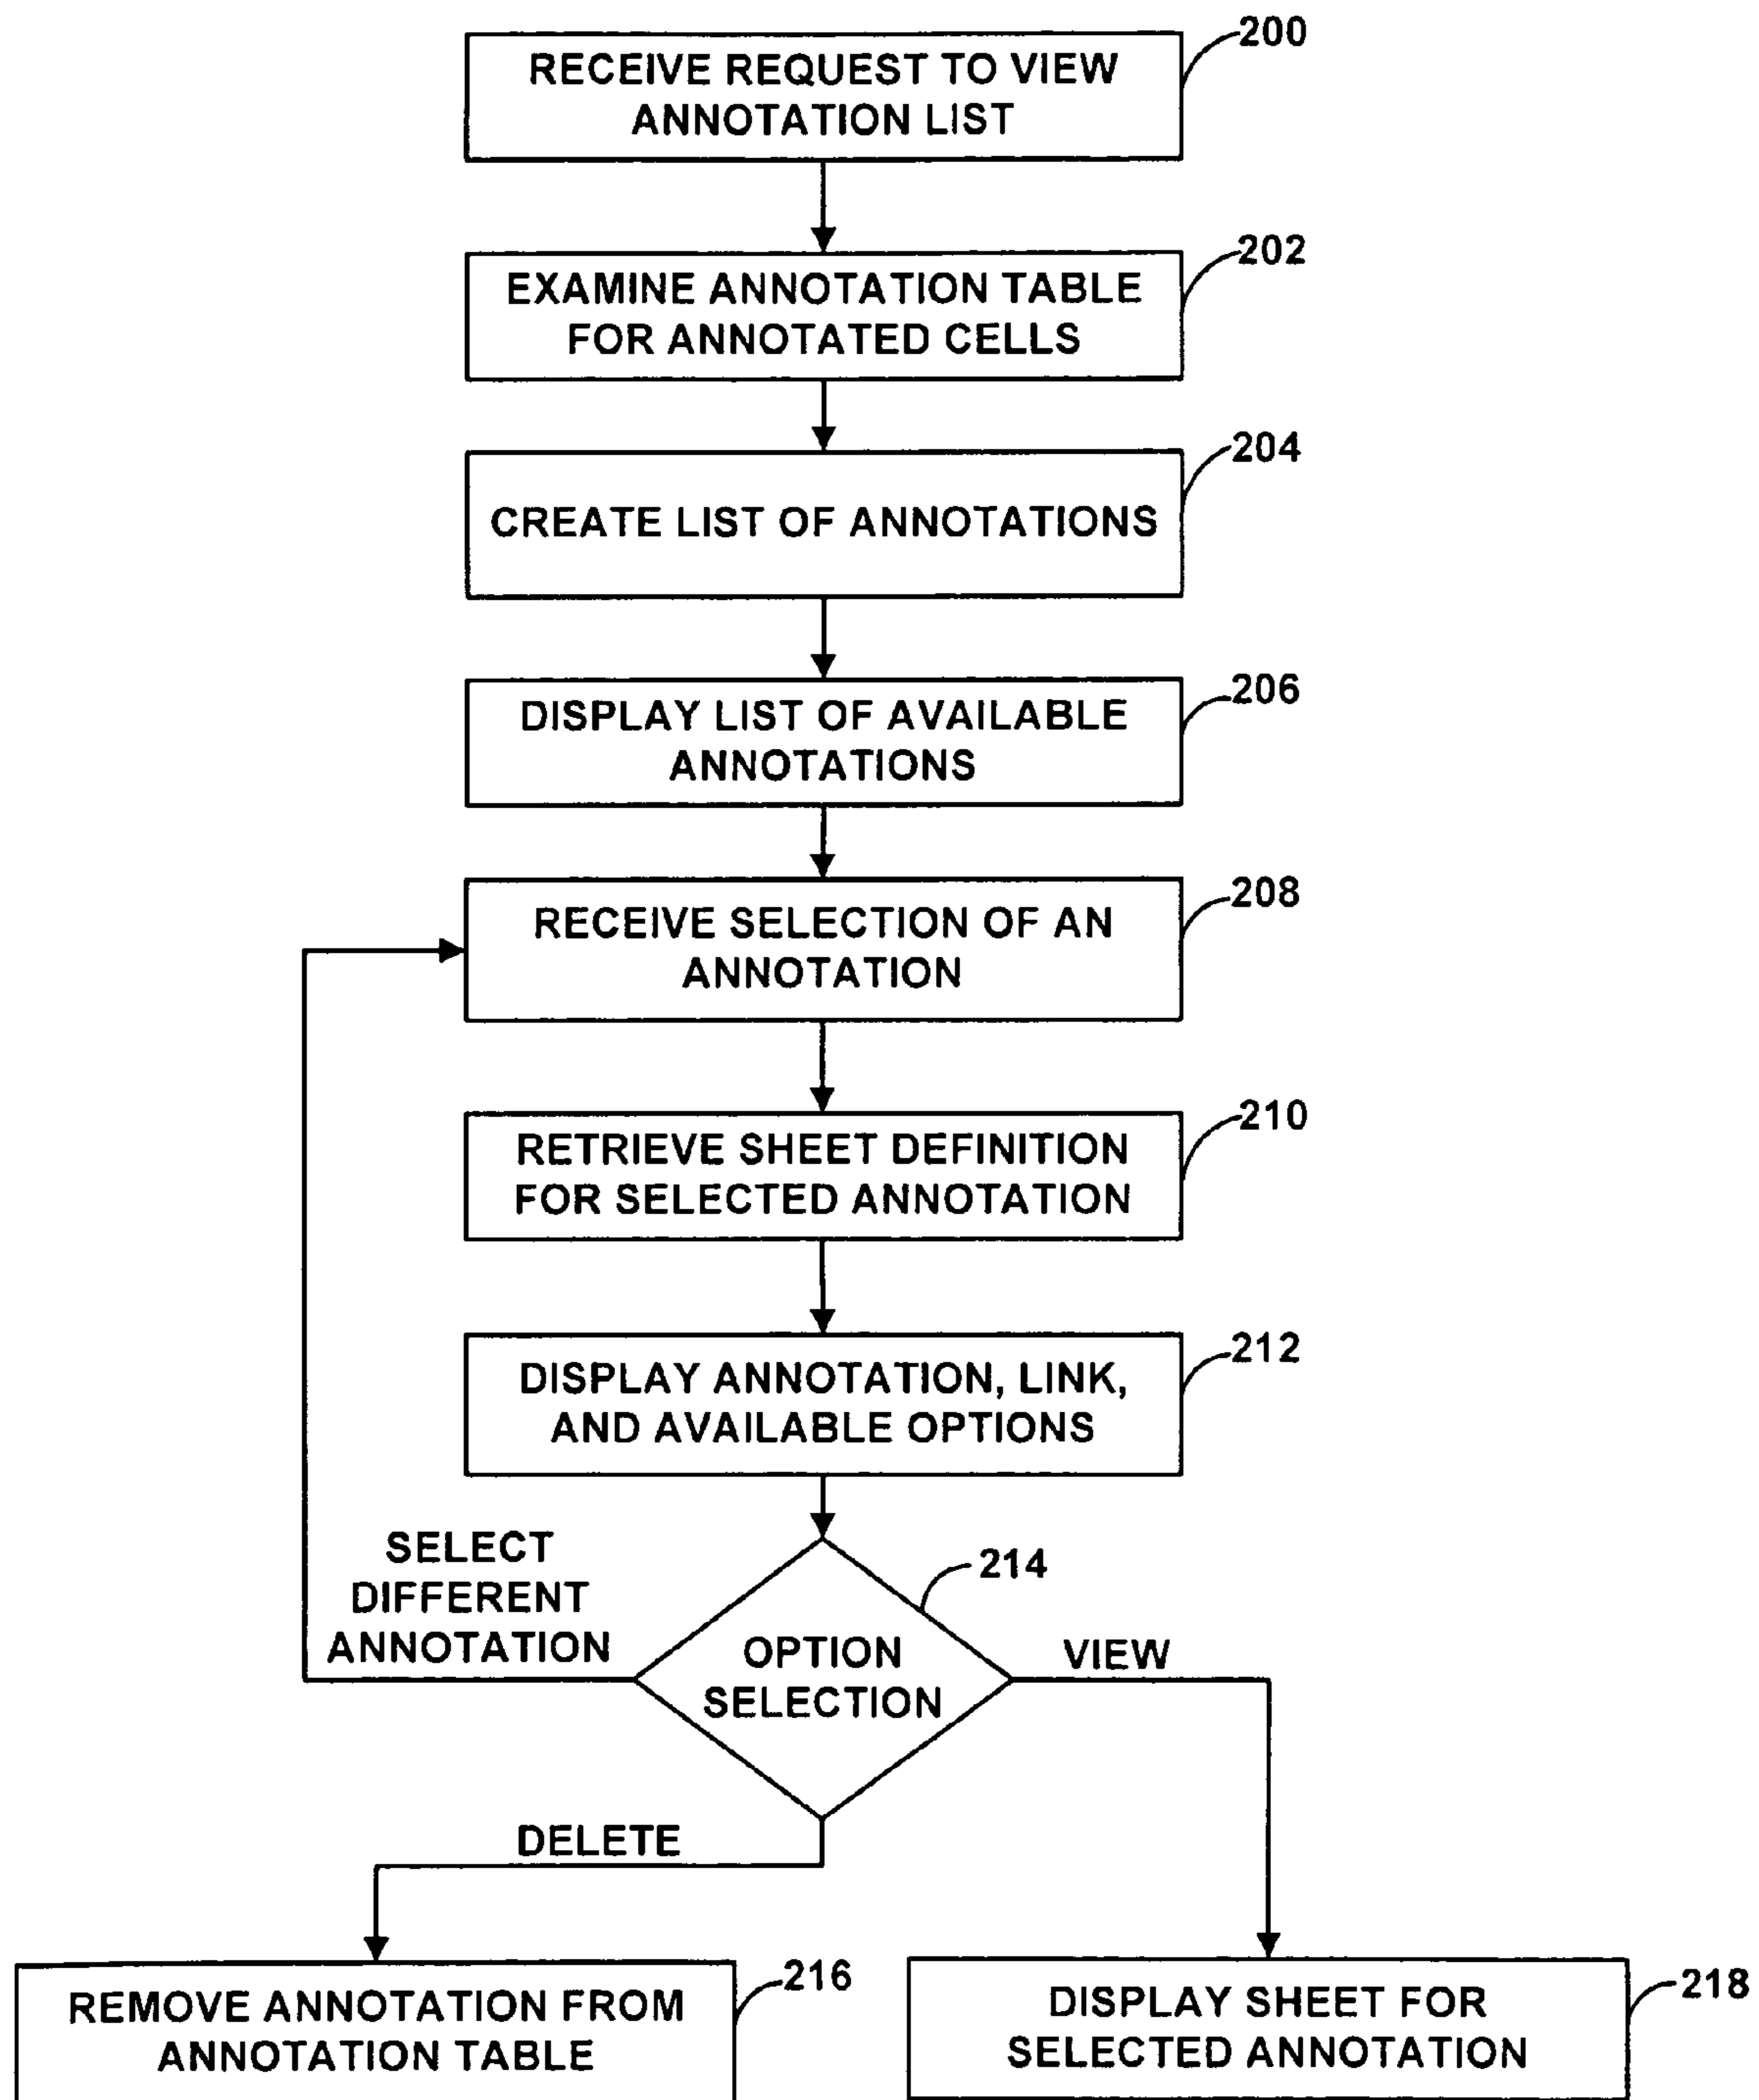 200
RECEIVE REQUEST TO VIEW
ANNOTATION LIST
202
EXAMINE ANNOTATION TABLE
FOR ANNOTATED CELLS
204
CREATE LIST OF ANNOTATIONS
206
DISPLAY LIST OF AVAILABLE
ANNOTATIONS
208
RECEIVE SELECTION OF AN
ANNOTATION
210
RETRIEVE SHEET DEFINITION
FOR SELECTED ANNOTATION
212
DISPLAY ANNOTATION, LINK,
AND AVAILABLE OPTIONS
SELECT
DIFFERENT
ANNOTATION
214
OPTION
SELECTION
VIEW
DELETE
216
REMOVE ANNOTATION FROM
ANNOTATION TABLE
218
DISPLAY SHEET FOR
SELECTED ANNOTATION